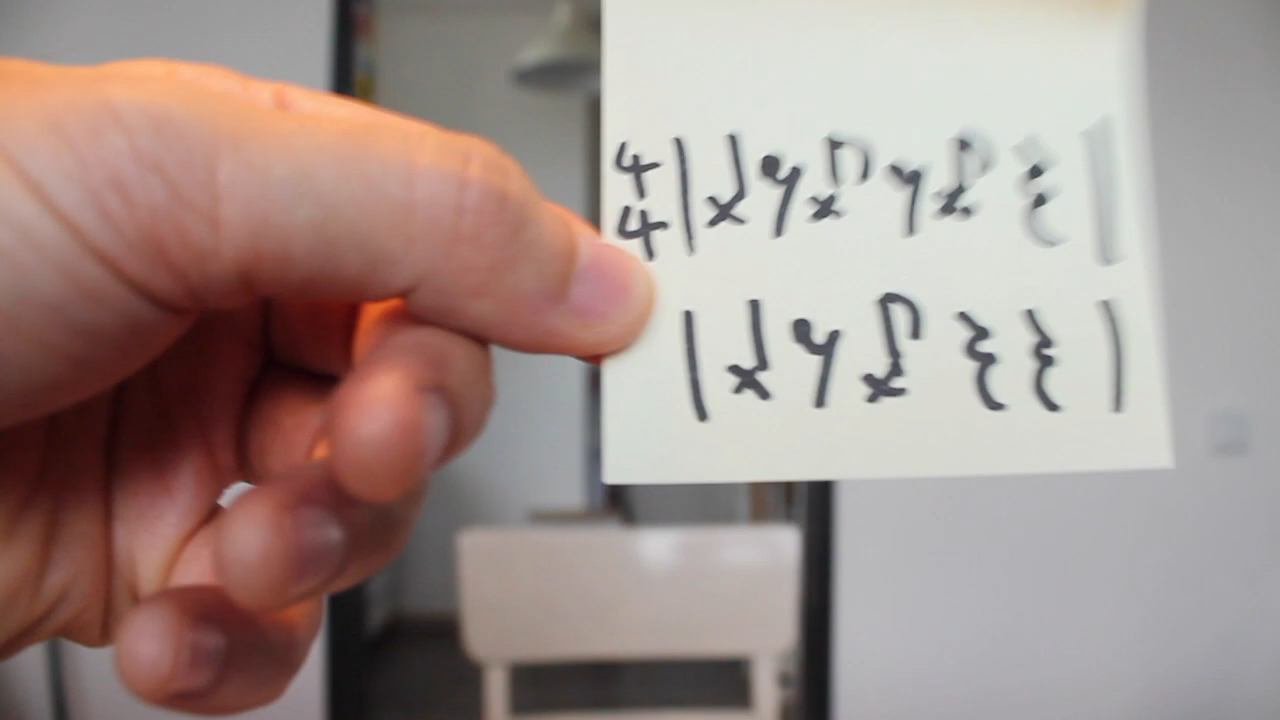 4/4 | 𝅘𝅥 𝄾 𝅘𝅥𝅮 𝄾 𝅘𝅥𝅮 𝄽 |
| 𝅘𝅥 𝄾 𝅘𝅥𝅮 𝄽 𝄽 |